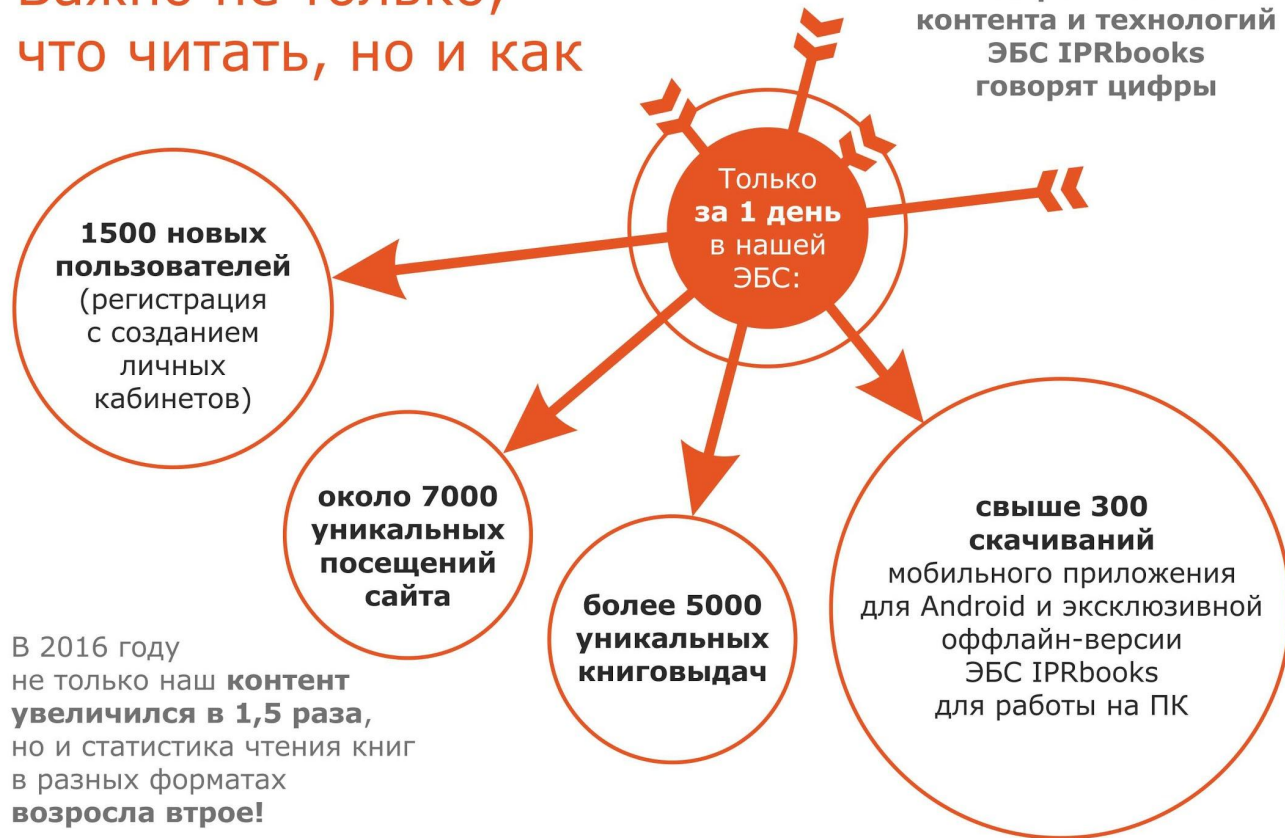 Важно не только,
что читать, но и как
контента и технологий
ЭБС IPRbooks
говорят цифры
Только
за 1 день
в нашей
ЭБС:
1500 новых
пользователей
(регистрация
с созданием
личных
кабинетов)
около 7000
уникальных
посещений
сайта
более 5000
уникальных
книговыдач
свыше 300
скачиваний
мобильного приложения
для Android и эксклюзивной
оффлайн-версии
ЭБС IPRbooks
для работы на ПК
В 2016 году
не только наш контент
увеличился в 1,5 раза,
но и статистика чтения книг
в разных форматах
возросла втрое!